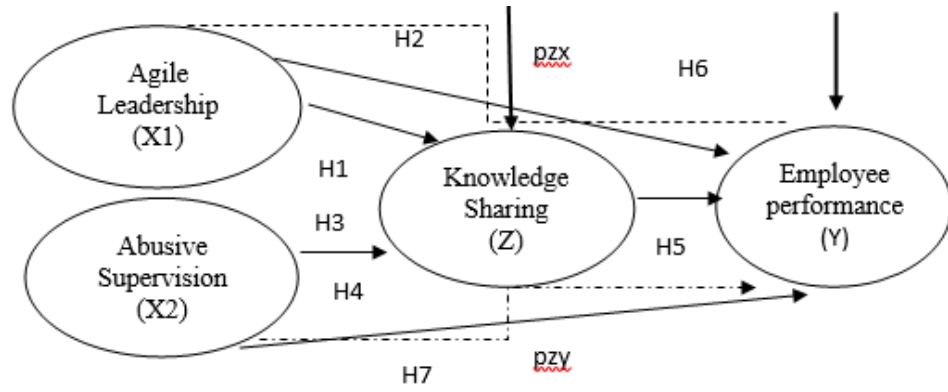 H2
pzx
H6
Agile
Leadership
(X1)
H1
Knowledge
Sharing
(Z)
Employee
performance
(Y)
H3
H5
Abusive
Supervision
(X2)
H4
H7
pzy